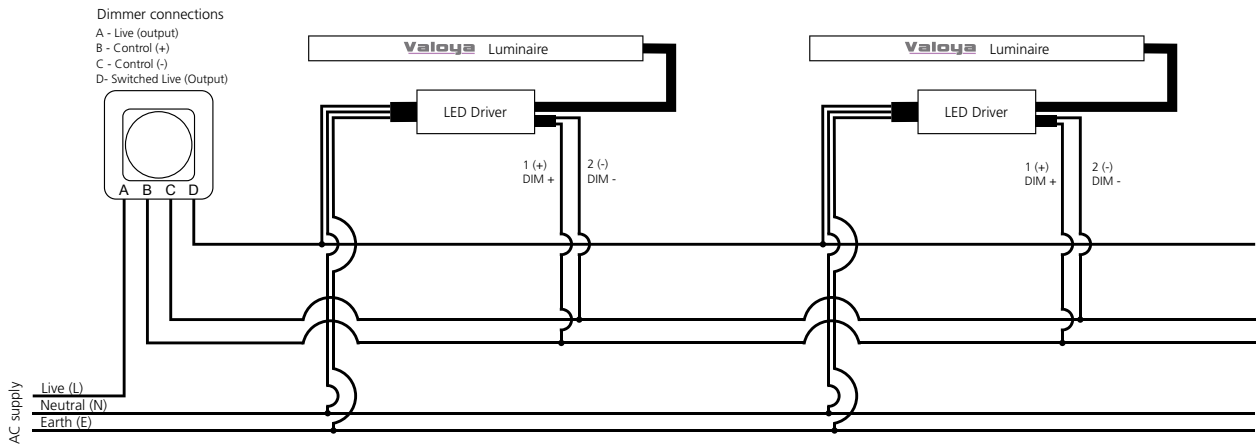 Dimmer connections
A - Live (output)
B - Control (+)
C - Control (-)
D- Switched Live (Output)
A B C D
Valoya Luminaire
LED Driver
1 (+)
DIM +
2 (-)
DIM -
Valoya Luminaire
LED Driver
1 (+)
DIM +
2 (-)
DIM -
AC supply
Live (L)
Neutral (N)
Earth (E)